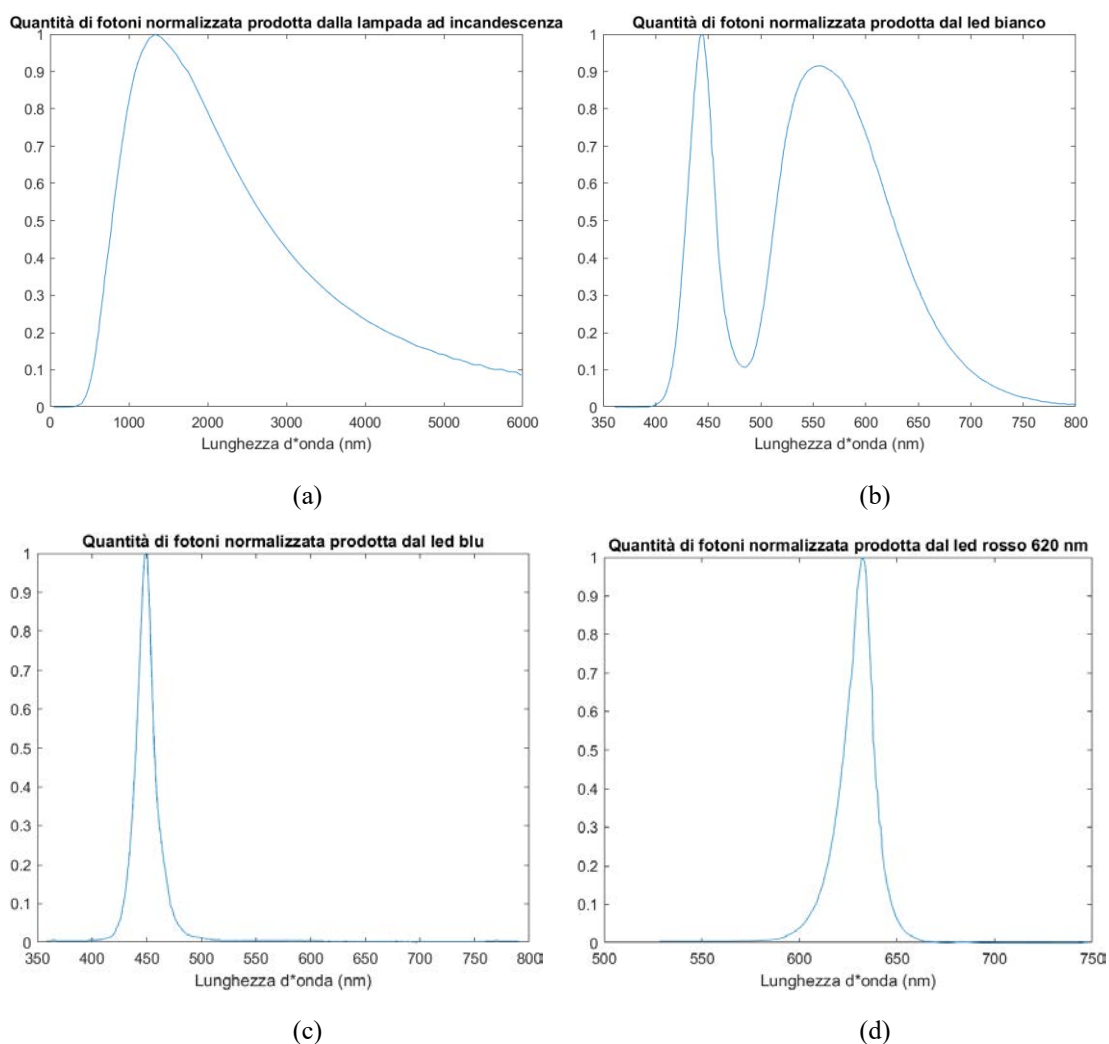 Quantità di fotoni normalizzata prodotta dalla lampada ad incandescenza
1
0.9
0.8
0.7
0.6
0.5
0.4
0.3
0.2
0.1
0
0 1000 2000 3000 4000 5000 6000
Lunghezza d*onda (nm)
(a)
Quantità di fotoni normalizzata prodotta dal led bianco
1
0.9
0.8
0.7
0.6
0.5
0.4
0.3
0.2
0.1
0
350 400 450 500 550 600 650 700 750 800
Lunghezza d*onda (nm)
(b)
Quantità di fotoni normalizzata prodotta dal led blu
1
0.9
0.8
0.7
0.6
0.5
0.4
0.3
0.2
0.1
0
350 400 450 500 550 600 650 700 750 800
Lunghezza d*onda (nm)
(c)
Quantità di fotoni normalizzata prodotta dal led rosso 620 nm
1
0.9
0.8
0.7
0.6
0.5
0.4
0.3
0.2
0.1
0
500 550 600 650 700 750
Lunghezza d*onda (nm)
(d)